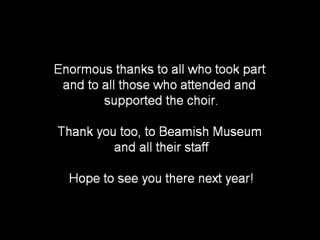 Enormous thanks to all who took part
and to all those who attended and
supported the choir.
Thank you too, to Beamish Museum
and all their staff
Hope to see you there next year!